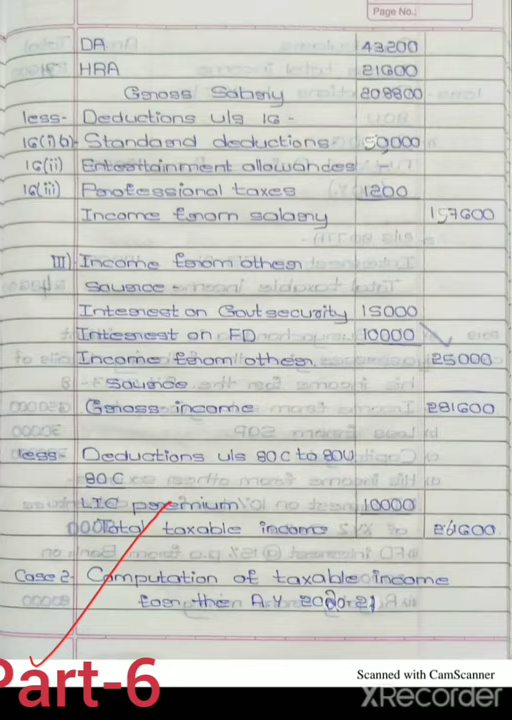 Page No.:
DA 43200
HRA 21600
Gross Salary 208800
less- Deductions u/s 16 -
16(i)b) Standard deductions 50000
16(ii) Entertainment allowances -
16(iii) Professional taxes 1200
Income from salary 157600
III) Income from other
Source -
Interest on Govt security 15000
Interest on FD 10000
Income from other 25000
Source
Gross income 281600
less- Deductions u/s 80C to 80U
80C -
LIC premium 10000
Total taxable income
Case 2- Computation of taxable income
for then A.Y. 2020-21
Part-6
Scanned with CamScanner
XRecorder